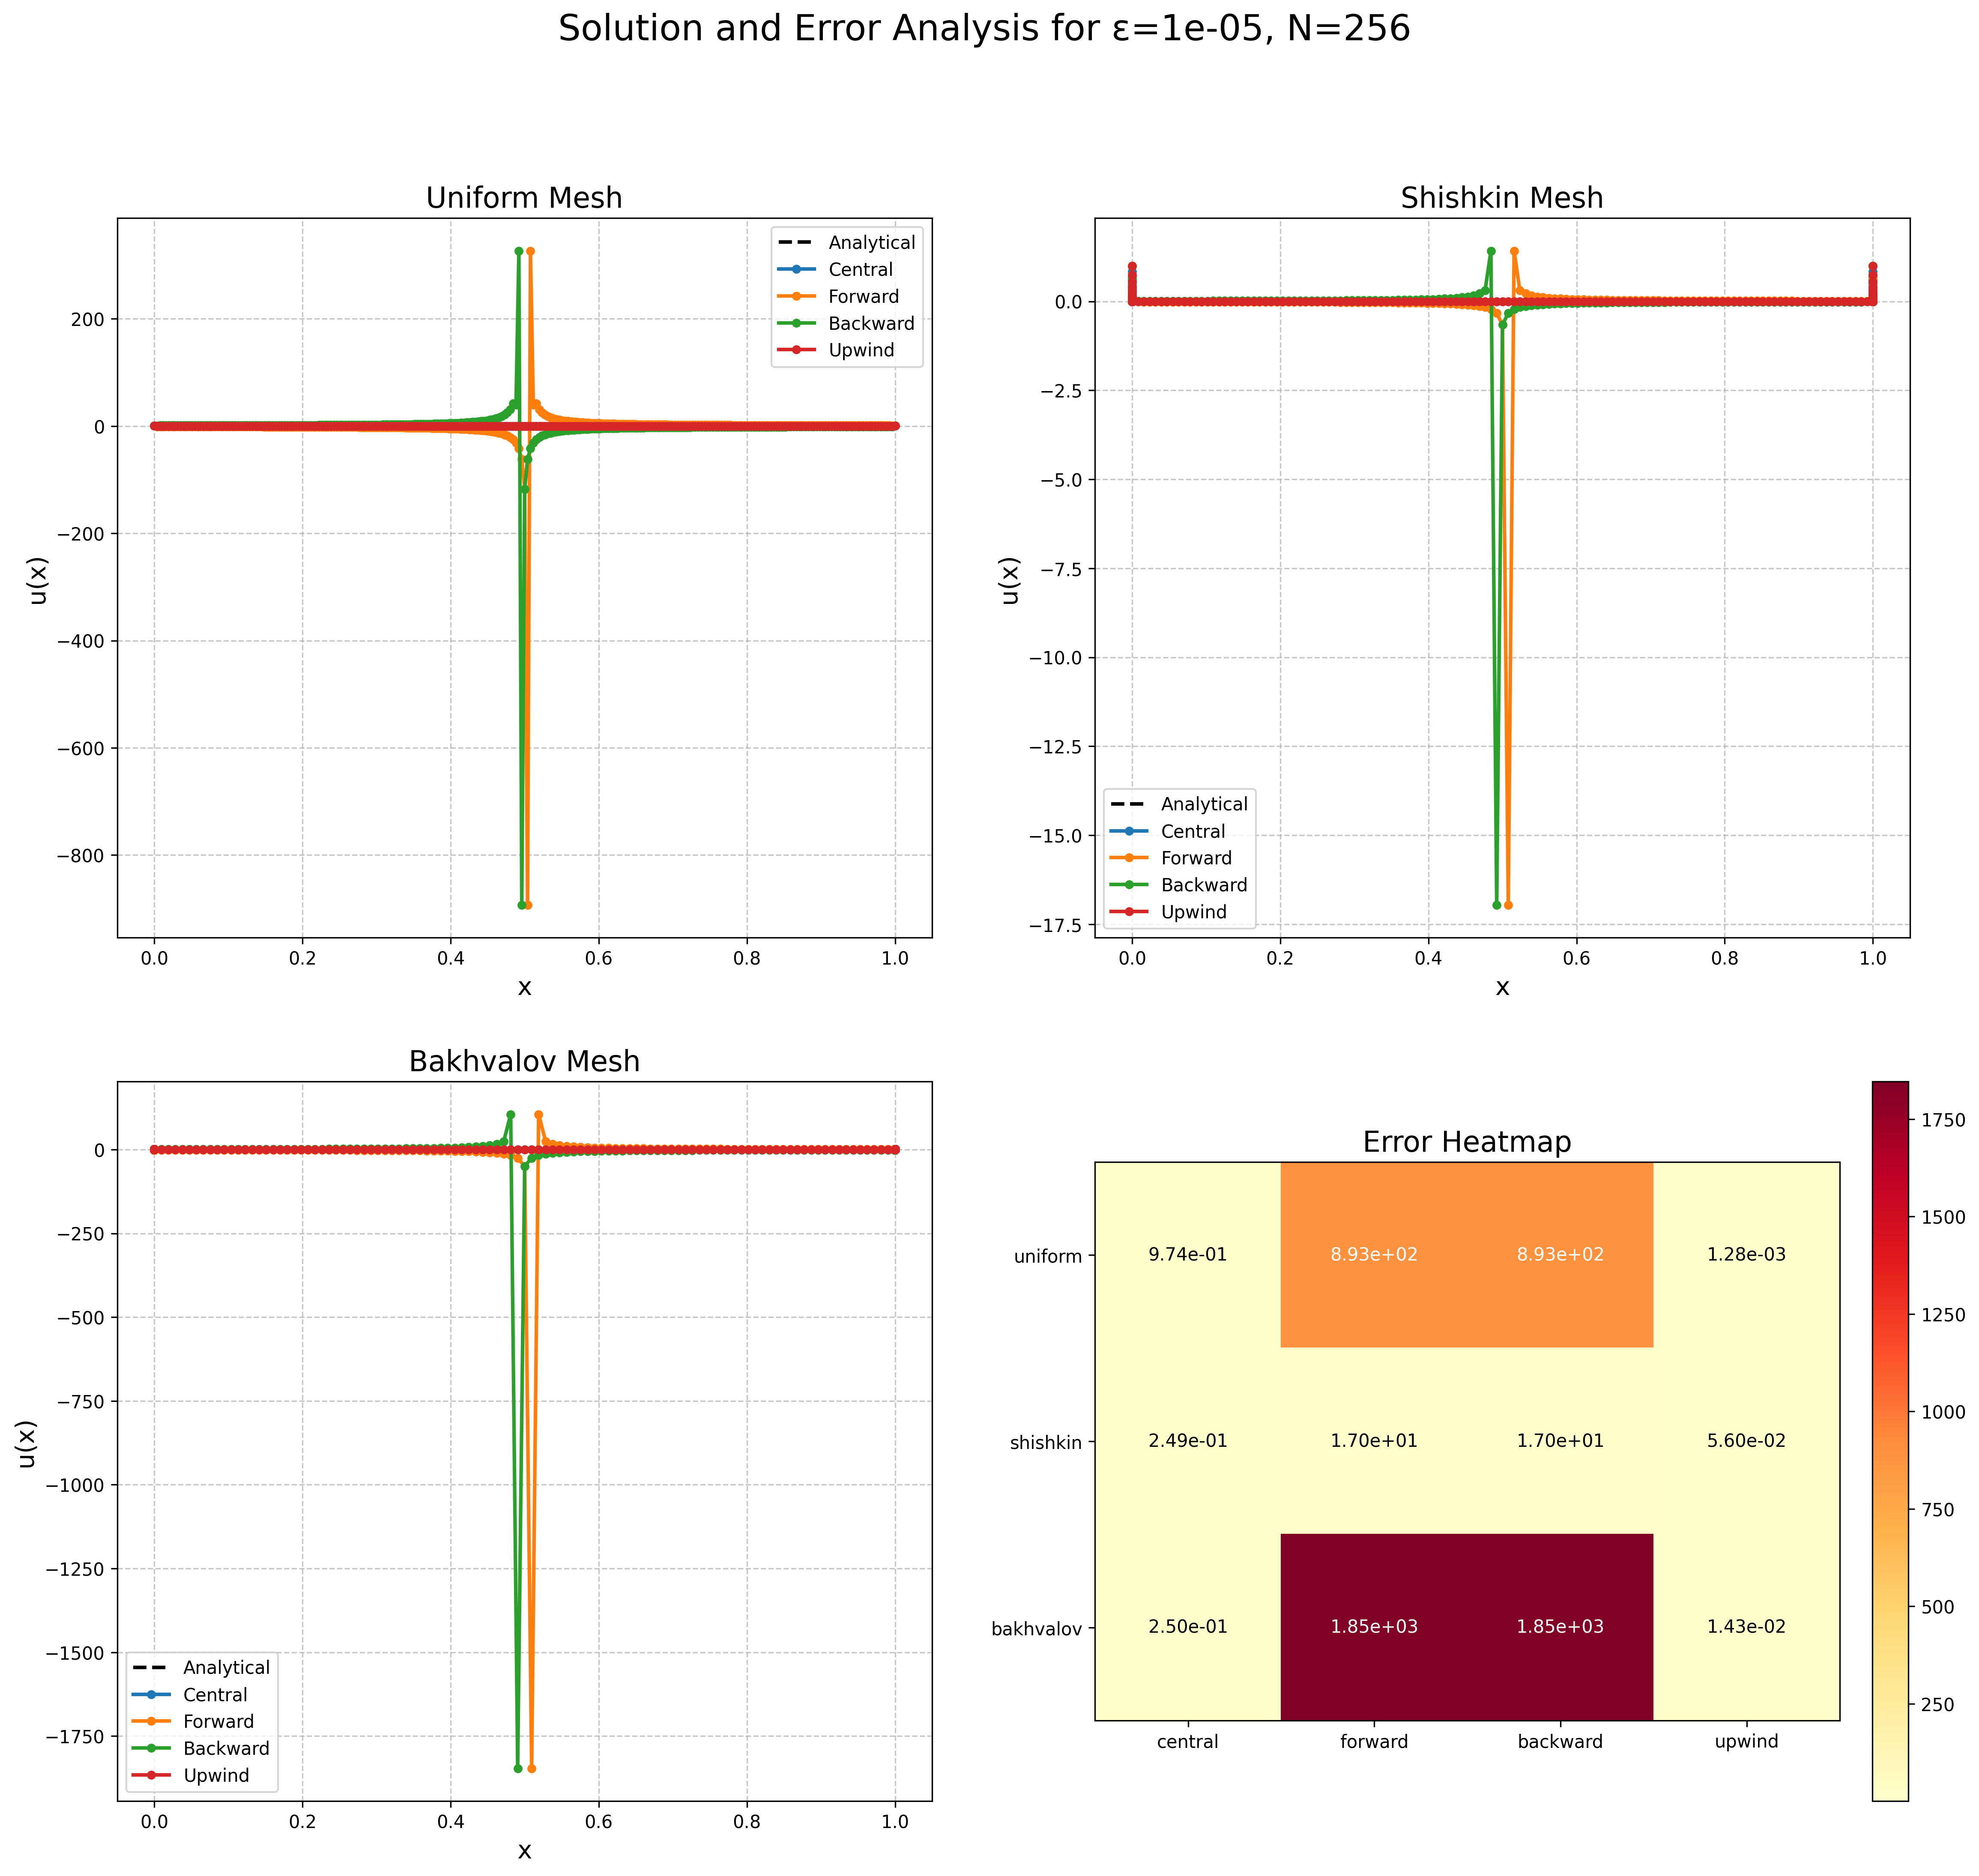 Solution and Error Analysis for ε=1e-05, N=256
Uniform Mesh
200
0
−200
−400
−600
−800
u(x)
0.0 0.2 0.4 0.6 0.8 1.0
x
Analytical
Central
Forward
Backward
Upwind
Shishkin Mesh
0.0
−2.5
−5.0
−7.5
−10.0
−12.5
−15.0
−17.5
u(x)
0.0 0.2 0.4 0.6 0.8 1.0
x
Analytical
Central
Forward
Backward
Upwind
Bakhvalov Mesh
0
−250
−500
−750
−1000
−1250
−1500
−1750
u(x)
0.0 0.2 0.4 0.6 0.8 1.0
x
Analytical
Central
Forward
Backward
Upwind
Error Heatmap
uniform 9.74e-01 8.93e+02 8.93e+02 1.28e-03
shishkin 2.49e-01 1.70e+01 1.70e+01 5.60e-02
bakhvalov 2.50e-01 1.85e+03 1.85e+03 1.43e-02
central forward backward upwind
1750
1500
1250
1000
750
500
250